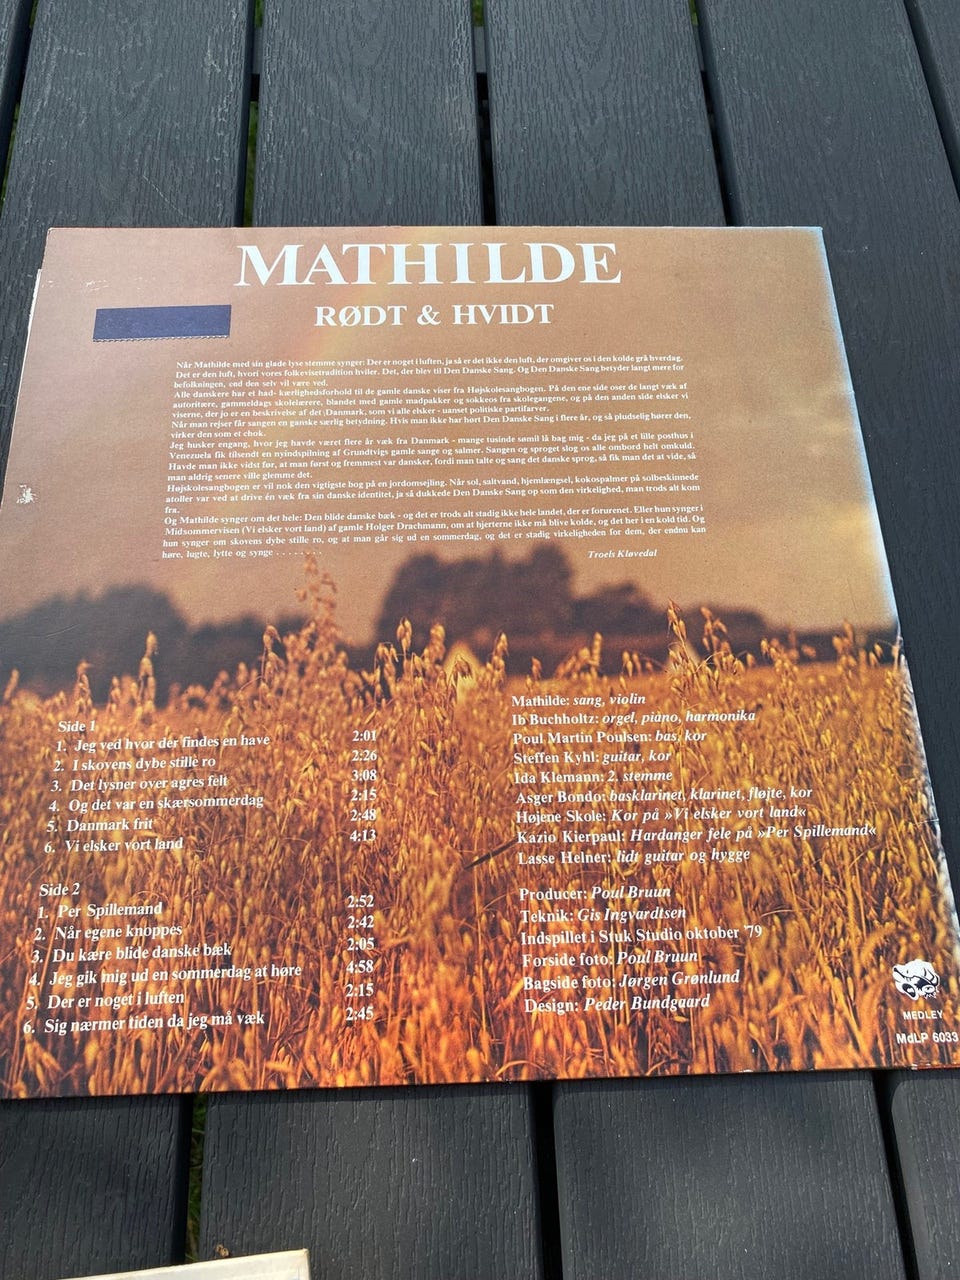 MATHILDE
RØDT & HVIDT
Når Mathilde med sin glade lyse stemme synger: Der er noget i luften, ja så er det ikke den luft, der omgiver os i den kolde grå hverdag.
Det er den luft, hvori vores folkevisetradition hviler. Det, der blev til Den Danske Sang. Og Den Danske Sang betyder langt mere for
befolkningen, end den selv vil være ved.
Alle danskere har et had- kærlighedsforhold til de gamle danske viser fra Højskolesangbogen. På den ene side over de langt væk af
autoritære, gammeldags skolelærere, blandet med gamle madpakker og sokkeos fra skolegangene, og på den anden side elsker vi
viserne, der jo er en beskrivelse af det Danmark, som vi alle elsker - uanset politiske partifarver.
Når man rejser får sangen en ganske særlig betydning. Hvis man ikke har hørt Den Danske Sang i flere år, og så pludselig hører den,
virker den som et chok.
Jeg husker engang, hvor jeg havde været flere år væk fra Danmark - mange tusinde sømil lå bag mig - da jeg på et lille posthus i
Venezuela fik tilsendt en nyindspilning af Grundtvigs gamle sange og salmer. Sangen og sproget slog os alle ombord helt omkuld.
Havde man ikke vidst før, at man først og fremmest var dansker, fordi man talte og sang det danske sprog, så fik man det at vide, så
man aldrig senere ville glemme det.
Højskolesangbogen er vil nok den vigtigste bog på en jordomsejling. Når sol, saltvand, hjemlængsel, kokospalmer på solbeskinnede
atoller var ved at drive én væk fra sin danske identitet, ja så dukkede Den Danske Sang op som den virkelighed, man trods alt kom
fra.
Og Mathilde synger om det hele: Den blide danske bæk - og det er trods alt stadig ikke hele landet, der er forurenet. Eller hun synger i
Midsommervisen (Vi elsker vort land) af gamle Holger Drachmann, om at hjerterne ikke må blive kolde, og det her i en kold tid. Og
hun synger om skovens dybe stille ro, og at man går sig ud en sommerdag, og det er stadig virkeligheden for dem, der endnu kan
høre, lugte, lytte og synge . . . . . . . .
Troels Kløvedal
Side 1
1. Jeg ved hvor der findes en have 2:01
2. I skovens dybe stille ro 2:26
3. Det lysner over agres felt 3:08
4. Og det var en skærsommerdag 2:15
5. Danmark frit 2:48
6. Vi elsker vort land 4:13
Side 2
1. Per Spillemand 2:52
2. Når egene knoppes 2:42
3. Du kære blide danske bæk 2:05
4. Jeg gik mig ud en sommerdag at høre 4:58
5. Der er noget i luften 2:15
6. Sig nærmer tiden da jeg må væk 2:45
Mathilde: sang, violin
Ib Buchholtz: orgel, piano, harmonika
Poul Martin Poulsen: bas, kor
Steffen Kyhl: guitar, kor
Ida Klemann: 2. stemme
Asger Bondo: basklarinet, klarinet, fløjte, kor
Højene Skole: Kor på »Vi elsker vort land«
Kazio Kierpaul: Hardanger fele på »Per Spillemand«
Lasse Helner: lidt guitar og hygge
Producer: Poul Bruun
Teknik: Gis Ingvardtsen
Indspillet i Stuk Studio oktober '79
Forside foto: Poul Bruun
Bagside foto: Jørgen Grønlund
Design: Peder Bundgaard
MEDLEY
MdLP 6033